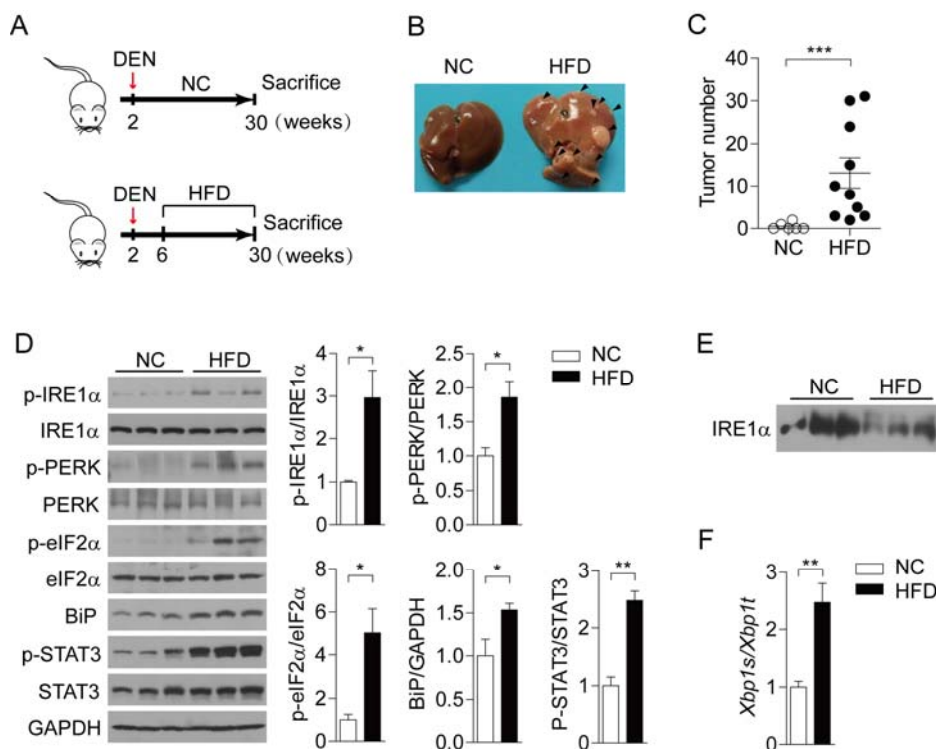 A
DEN
NC
Sacrifice
2
30 (weeks)
DEN
HFD
Sacrifice
2
6
30 (weeks)
B
NC
HFD
C
***
Tumor number
40
30
20
10
0
NC
HFD
D
NC
HFD
p-IRE1α
IRE1α
p-PERK
PERK
p-eIF2α
eIF2α
BiP
p-STAT3
STAT3
GAPDH
p-IRE1α/IRE1α
4
3
2
1
0
*
p-PERK/PERK
2.5
2.0
1.5
1.0
0.5
0.0
*
NC
HFD
p-eIF2α/eIF2α
8
6
4
2
0
*
BiP/GAPDH
2.0
1.5
1.0
0.5
0.0
*
P-STAT3/STAT3
3
2
1
0
**
E
NC
HFD
IRE1α
F
Xbp1s/Xbp1t
3
2
1
0
**
NC
HFD